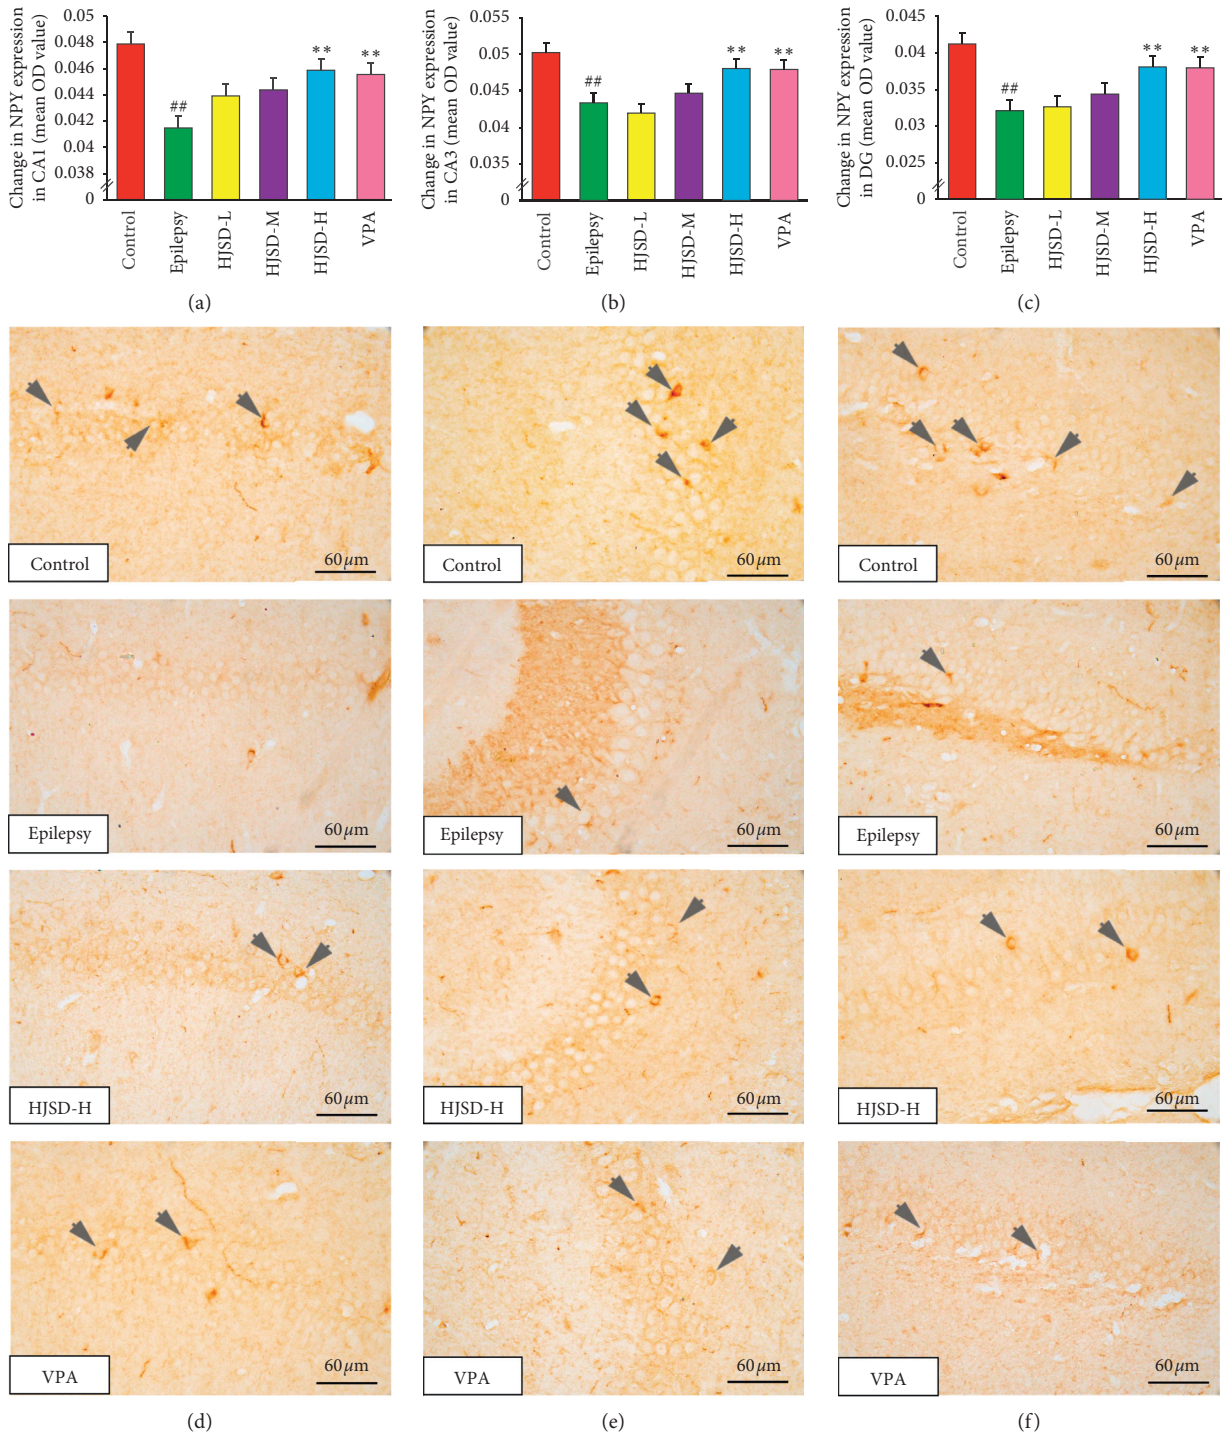 Change in NPY expression
in CA1 (mean OD value)
0.05
0.048
0.046
0.044
0.042
0.04
0.038
0
##
**
**
Control
Epilepsy
HJSD-L
HJSD-M
HJSD-H
VPA
(a)
Change in NPY expression
in CA3 (mean OD value)
0.055
0.05
0.045
0.04
0.035
0
##
**
**
Control
Epilepsy
HJSD-L
HJSD-M
HJSD-H
VPA
(b)
Change in NPY expression
in DG (mean OD value)
0.045
0.04
0.035
0.03
0.025
0
##
**
**
Control
Epilepsy
HJSD-L
HJSD-M
HJSD-H
VPA
(c)
Control
60 μm
Control
60 μm
Control
60 μm
Epilepsy
60 μm
Epilepsy
60 μm
Epilepsy
60 μm
HJSD-H
60 μm
HJSD-H
60 μm
HJSD-H
60 μm
VPA
60 μm
VPA
60 μm
VPA
60 μm
(d)
(e)
(f)